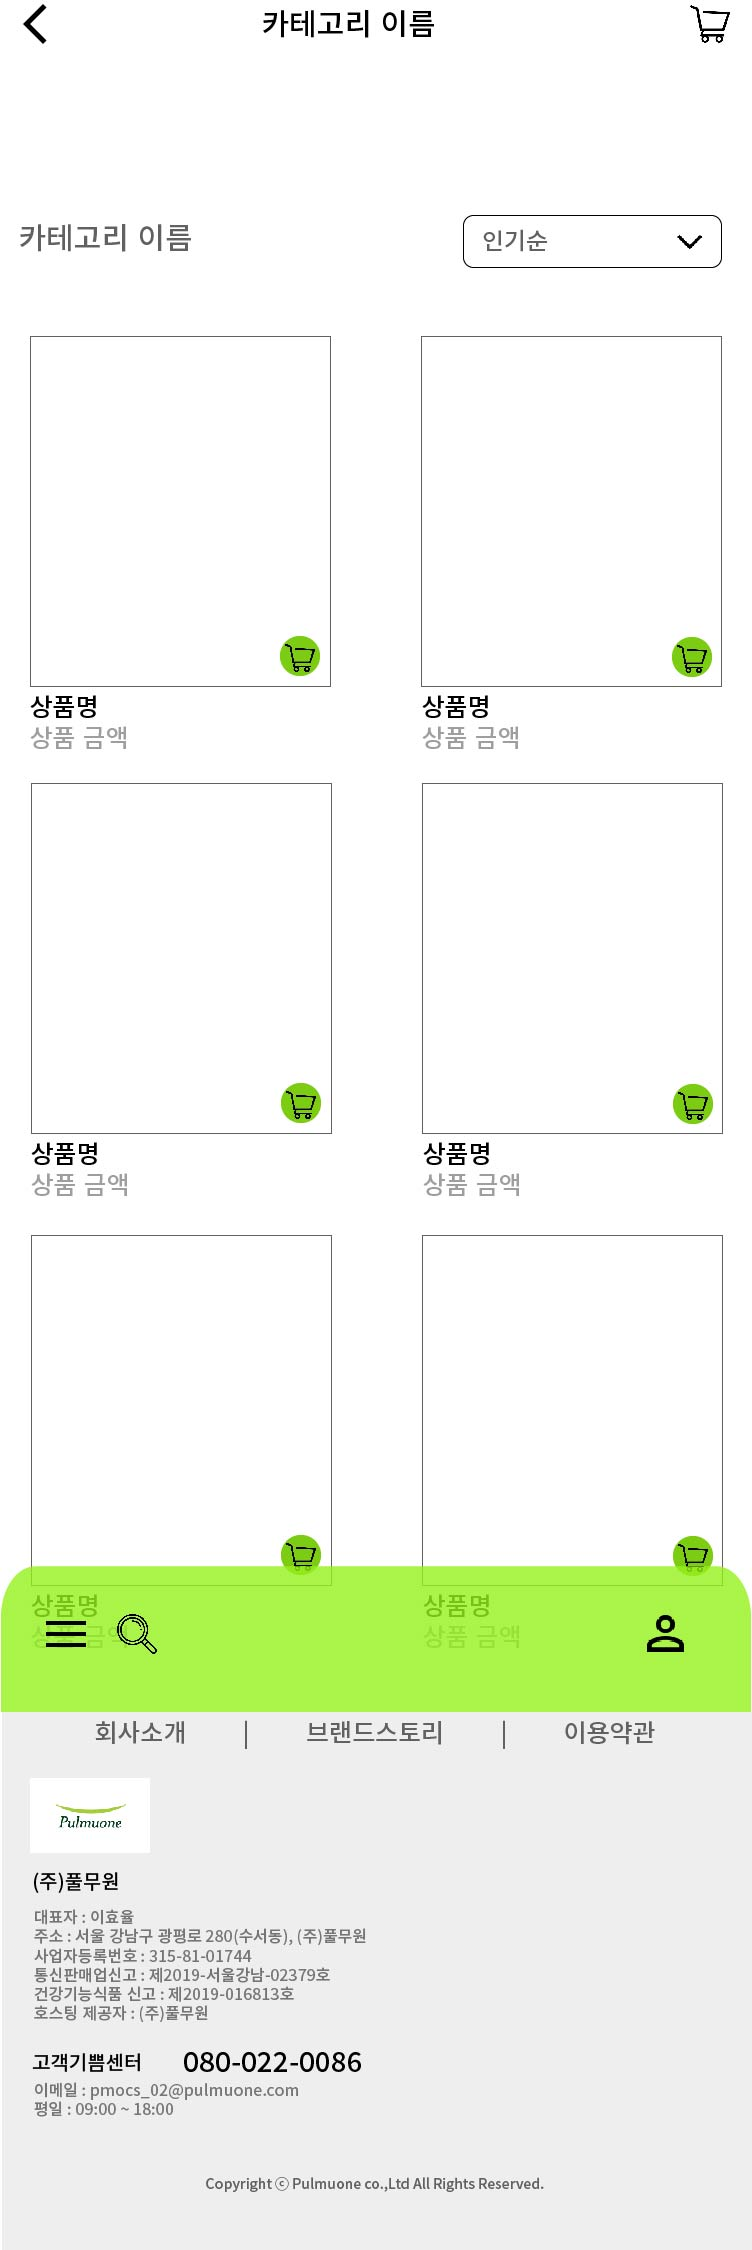 카테고리 이름
카테고리 이름
인기순
상품명
상품 금액
상품명
상품 금액
상품명
상품 금액
상품명
상품 금액
상품명
상품 금액
상품명
상품 금액
회사소개 | 브랜드스토리 | 이용약관
Pulmuone
(주)풀무원
대표자 : 이효율
주소 : 서울 강남구 광평로 280(수서동), (주)풀무원
사업자등록번호 : 315-81-01744
통신판매업신고 : 제2019-서울강남-02379호
건강기능식품 신고 : 제2019-016813호
호스팅 제공자 : (주)풀무원
고객기쁨센터 080-022-0086
이메일 : pmocs_02@pulmuone.com
평일 : 09:00 ~ 18:00
Copyright ⓒ Pulmuone co.,Ltd All Rights Reserved.